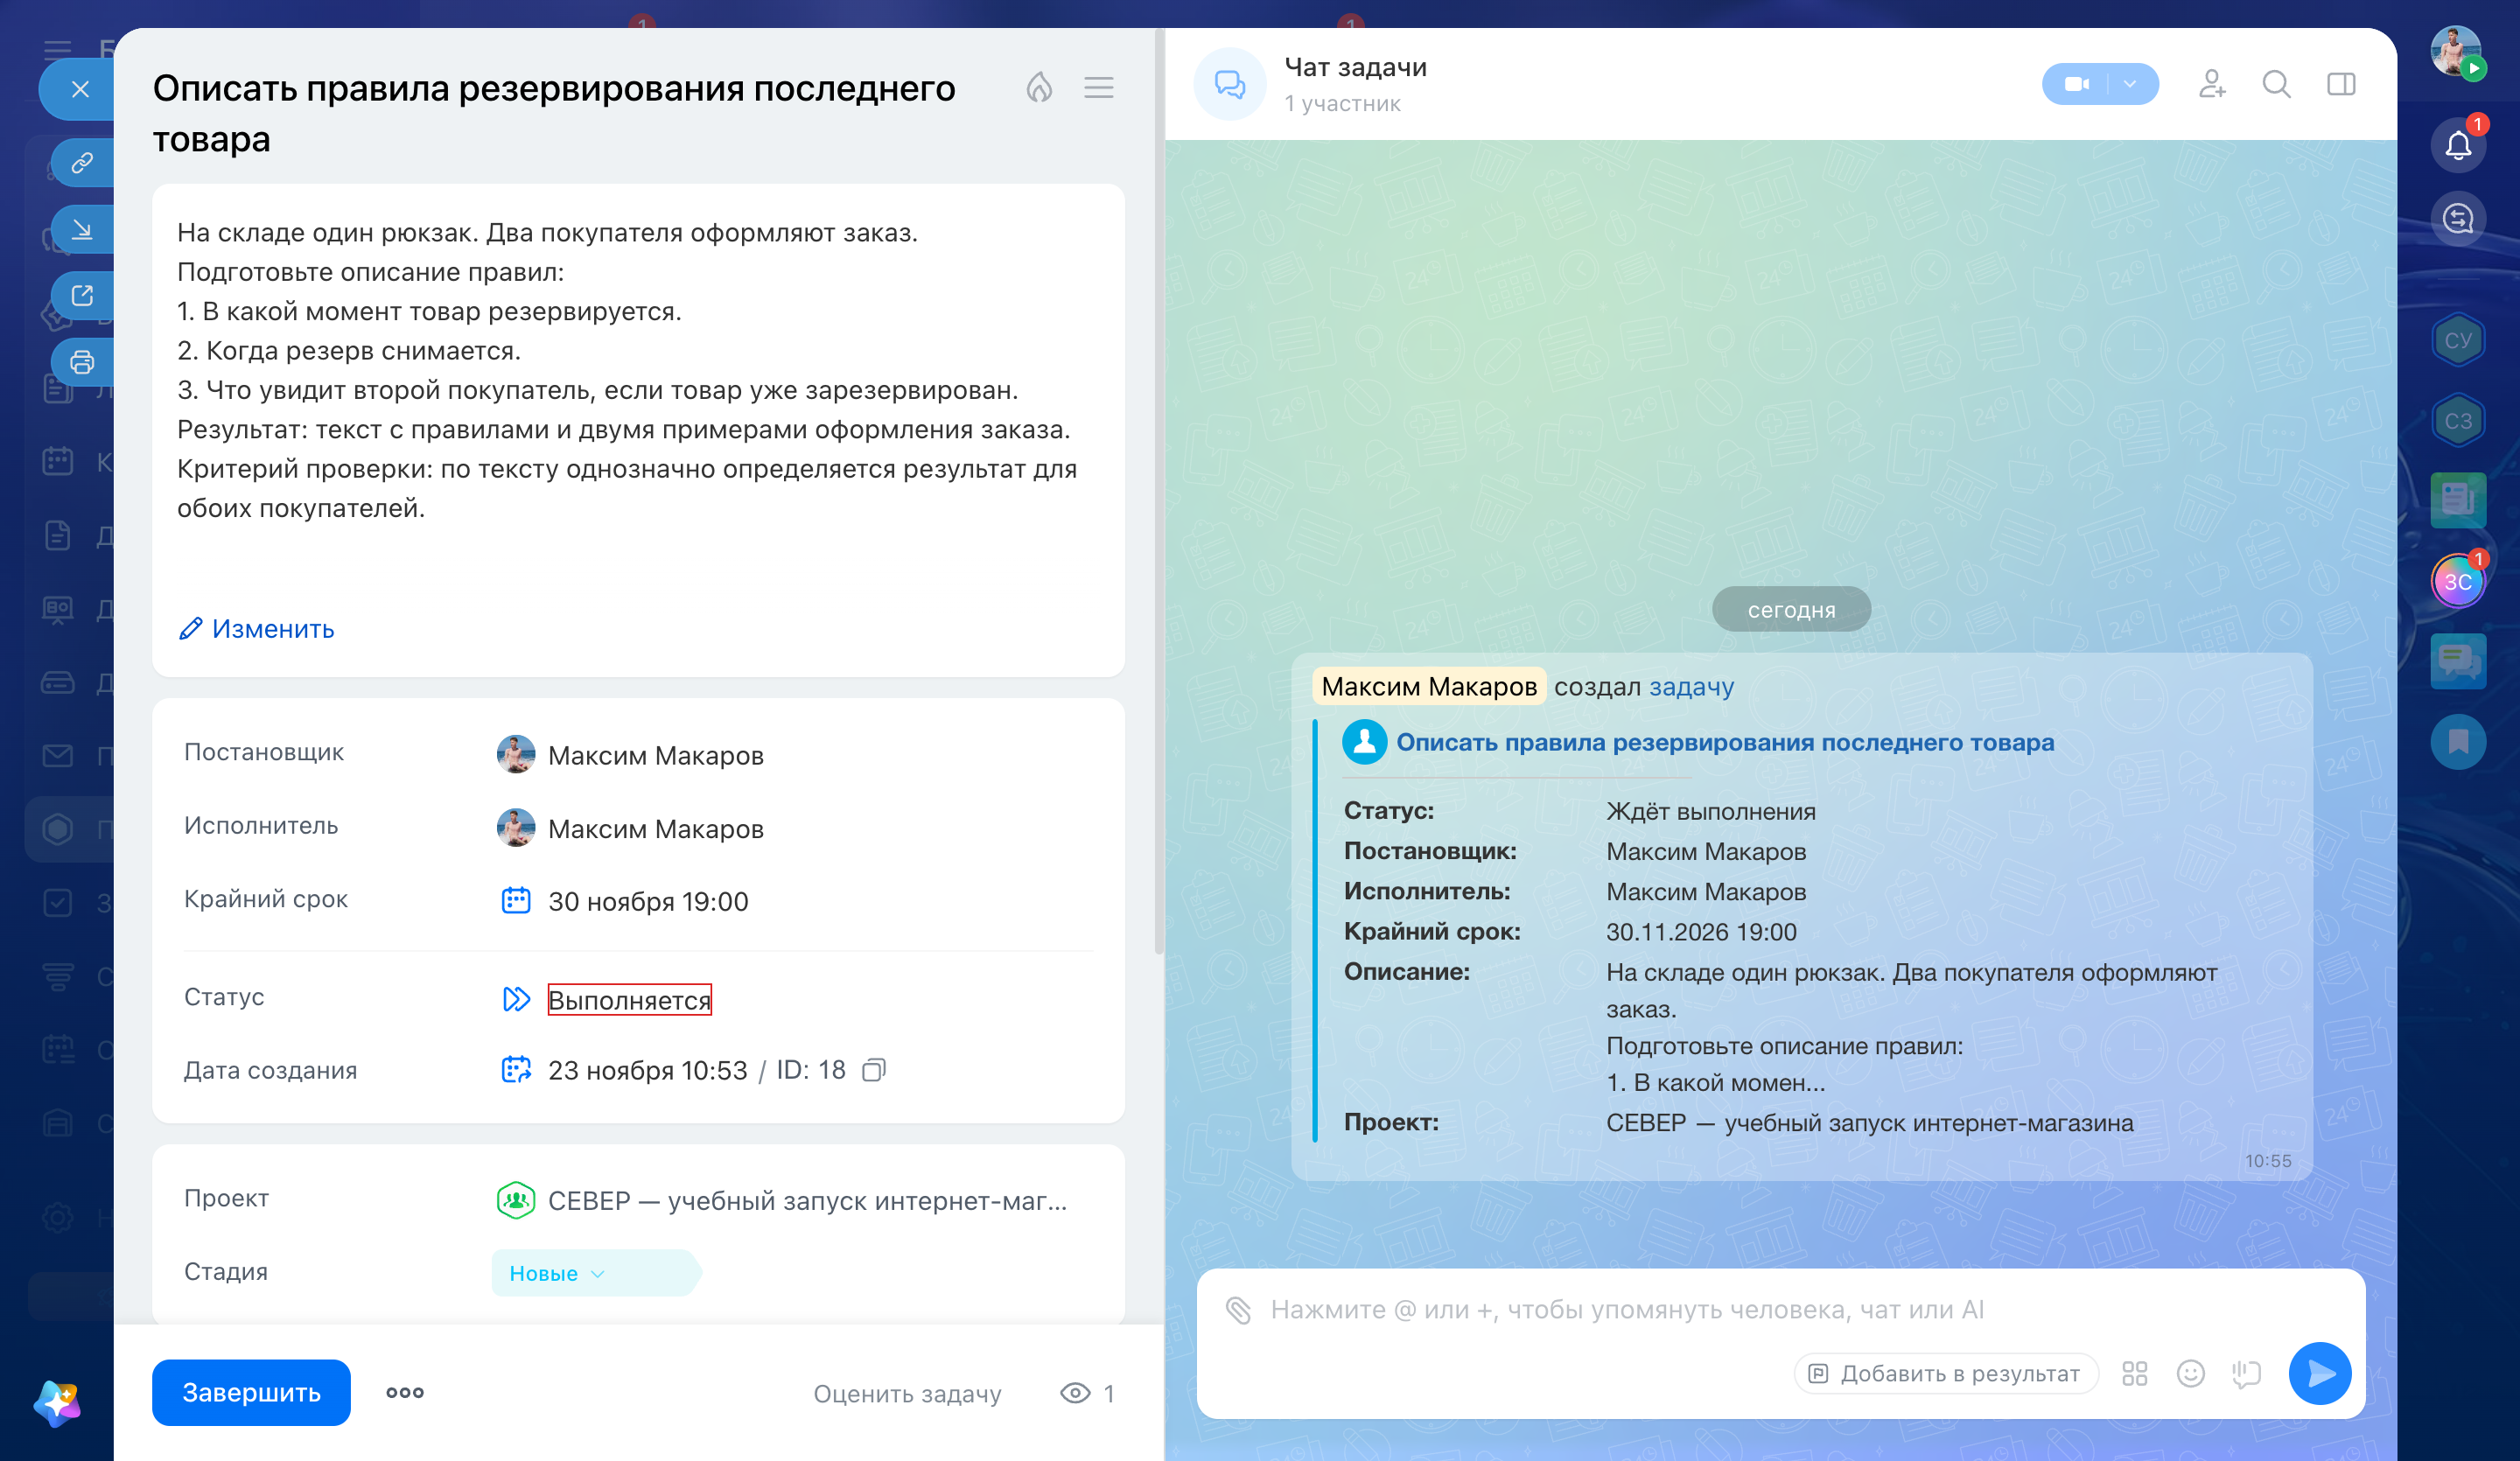 Описать правила резервирования последнего
товара
На складе один рюкзак. Два покупателя оформляют заказ.
Подготовьте описание правил:
1. В какой момент товар резервируется.
2. Когда резерв снимается.
3. Что увидит второй покупатель, если товар уже зарезервирован.
Результат: текст с правилами и двумя примерами оформления заказа.
Критерий проверки: по тексту однозначно определяется результат для
обоих покупателей.
Изменить
Постановщик Максим Макаров
Исполнитель Максим Макаров
Крайний срок 30 ноября 19:00
Статус Выполняется
Дата создания 23 ноября 10:53 / ID: 18
Проект СЕВЕР — учебный запуск интернет-маг...
Стадия Новые
Завершить Оценить задачу 1
Чат задачи
1 участник
сегодня
Максим Макаров создал задачу
Описать правила резервирования последнего товара
Статус: Ждёт выполнения
Постановщик: Максим Макаров
Исполнитель: Максим Макаров
Крайний срок: 30.11.2026 19:00
Описание: На складе один рюкзак. Два покупателя оформляют
заказ.
Подготовьте описание правил:
1. В какой момен...
Проект: СЕВЕР — учебный запуск интернет-магазина
10:55
Нажмите @ или +, чтобы упомянуть человека, чат или AI
Добавить в результат
1
СУ
СЗ
1
ЗС